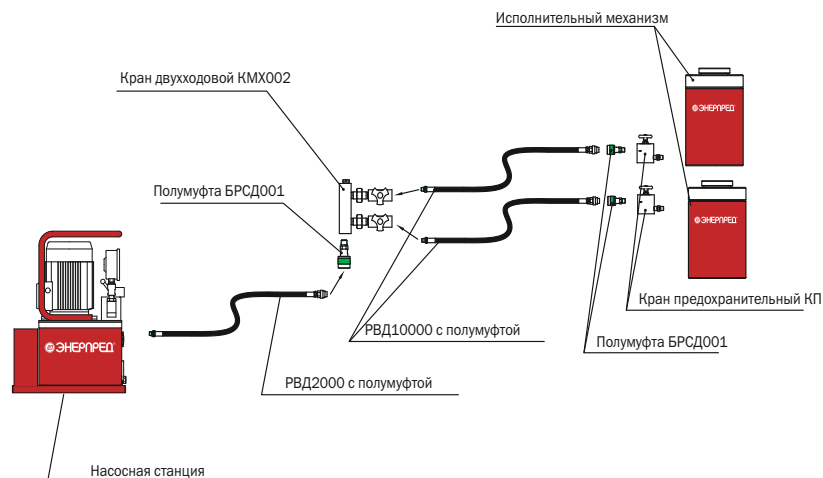 Исполнительный механизм
Кран двухходовой КМХ002
ЭНЕРПРЕД
Полумуфта БРСД001
ЭНЕРПРЕД
Кран предохранительный КП
РВД10000 с полумуфтой
Полумуфта БРСД001
ЭНЕРПРЕД
РВД2000 с полумуфтой
Насосная станция